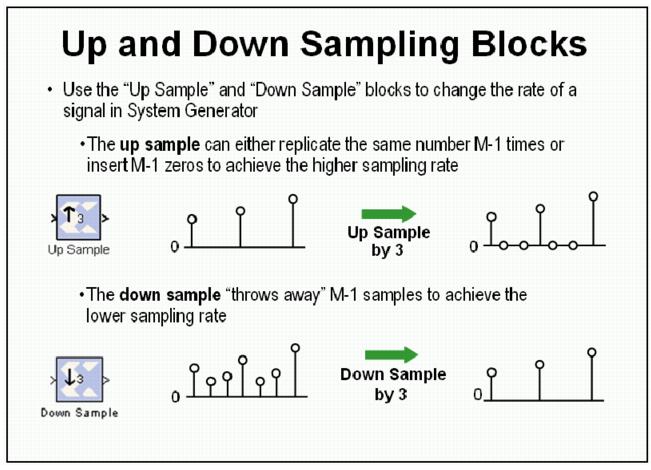 Up and Down Sampling Blocks
• Use the “Up Sample” and “Down Sample” blocks to change the rate of a
signal in System Generator
•The up sample can either replicate the same number M-1 times or
insert M-1 zeros to achieve the higher sampling rate
↑3
Up Sample
0
Up Sample
by 3
0
•The down sample “throws away” M-1 samples to achieve the
lower sampling rate
↓3
Down Sample
0
Down Sample
by 3
0